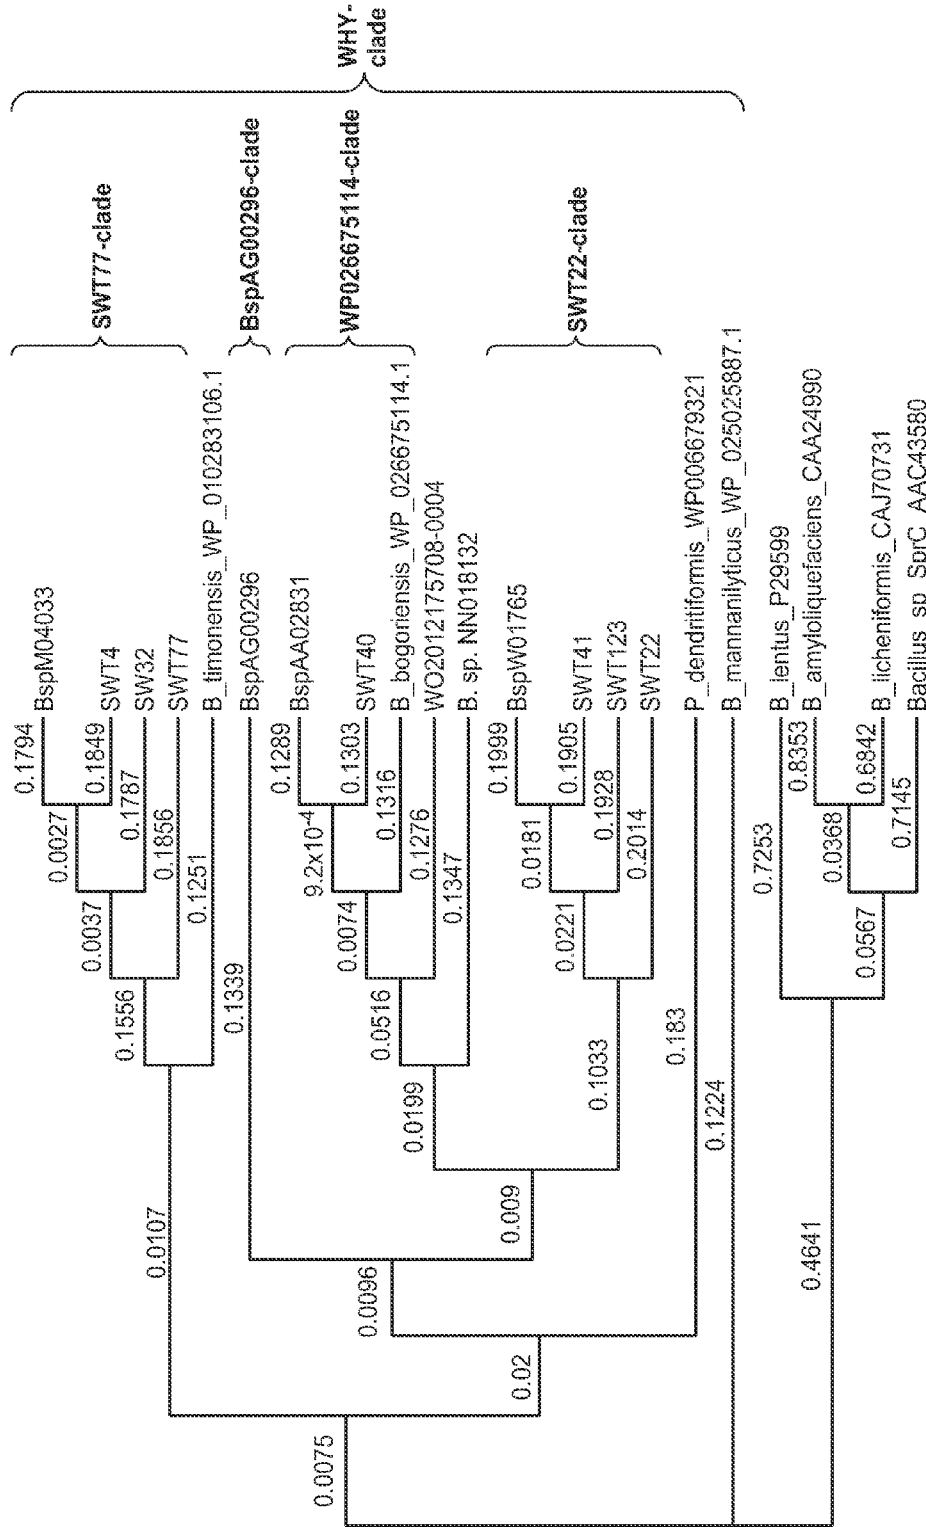 WHY-
clade
SWT77-clade
BspAG00296-clade
WP026675114-clade
SWT22-clade
BspM04033
SWT4
SW32
SWT77
B_timonensis_WP_010283106.1
BspAG00296
BspAA02831
SWT40
B_bogoriensis_WP_026675114.1
WO2012175708-0004
B. sp. NN018132
BspW01765
SWT41
SWT123
SWT22
P_dendritiformis_WP006679321
B_mannanilyticus_WP_025025887.1
B_lentus_P29599
B_amyloliquefaciens_CAA24990
B_licheniformis_CAJ70731
Bacillus_sp_SprC_AAC43580
0.1794
0.0027
0.1849
0.0037
0.1787
0.1556
0.1856
0.1251
0.0107
0.1339
0.1289
9.2x10-4
0.1303
0.0074
0.1316
0.0516
0.1276
0.0199
0.1347
0.009
0.0096
0.1999
0.0181
0.1905
0.0221
0.1928
0.1033
0.2014
0.02
0.183
0.0075
0.1224
0.7253
0.8353
0.0368
0.6842
0.0567
0.7145
0.4641